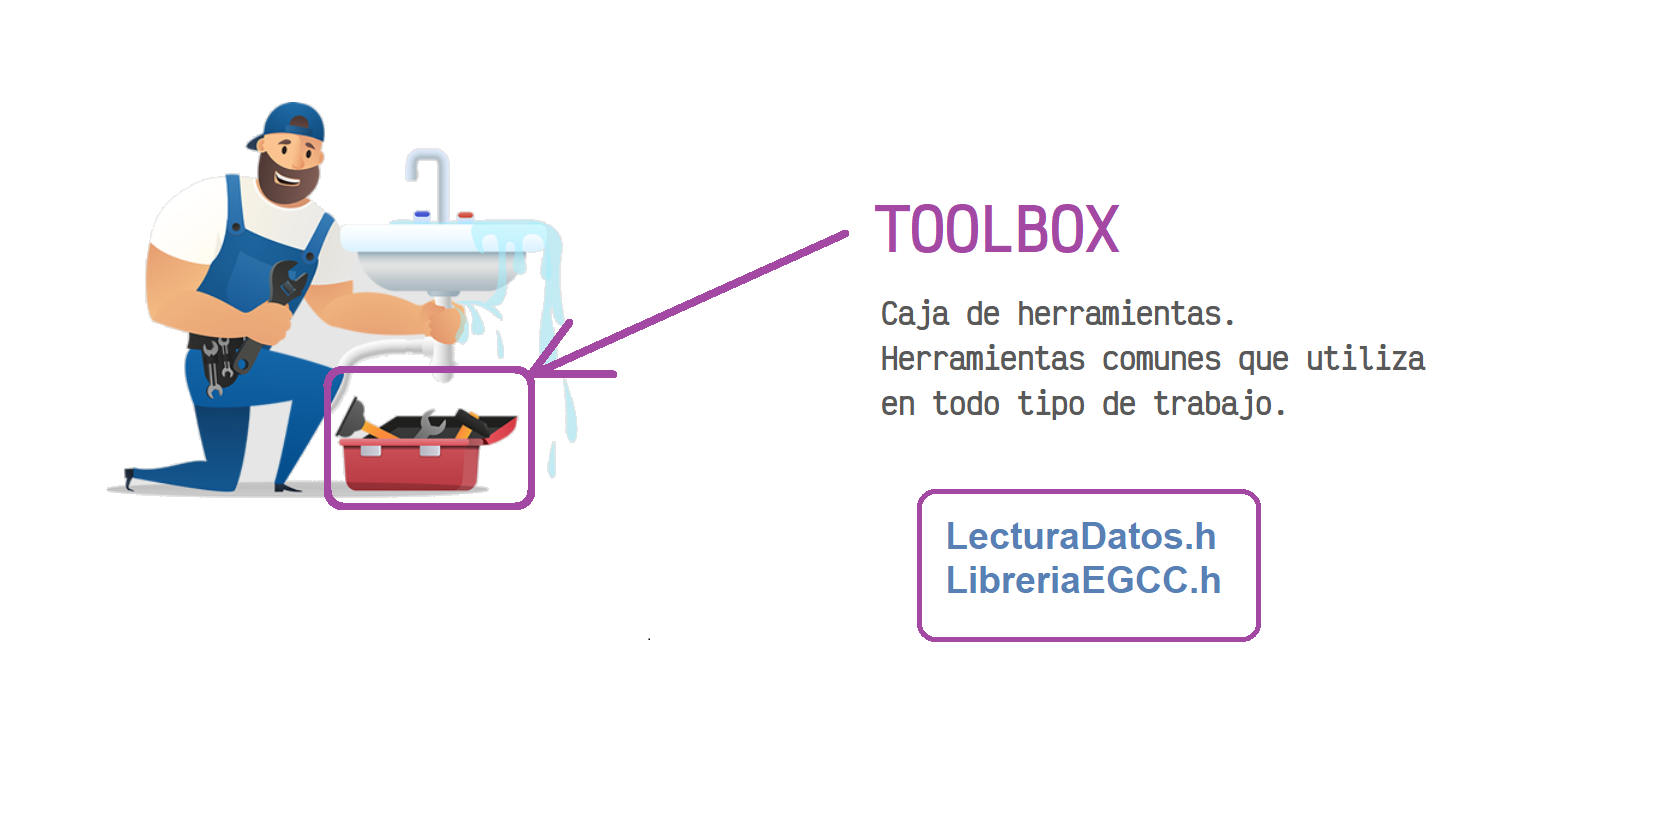 TOOLBOX
Caja de herramientas.
Herramientas comunes que utiliza
en todo tipo de trabajo.
LecturaDatos.h
LibreriaEGCC.h
.